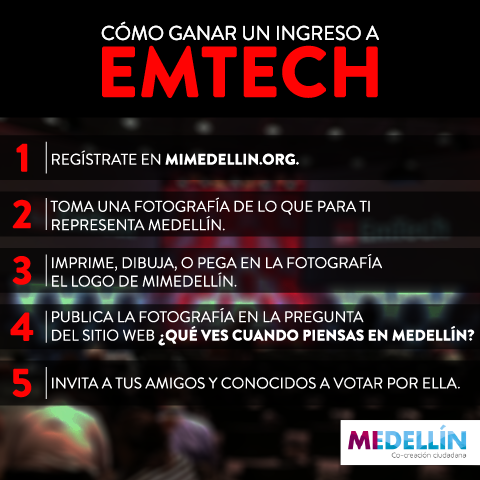 CÓMO GANAR UN INGRESO A
EMTECH
1 REGÍSTRATE EN MIMEDELLIN.ORG.
2 TOMA UNA FOTOGRAFÍA DE LO QUE PARA TI
REPRESENTA MEDELLÍN.
3 IMPRIME, DIBUJA, O PEGA EN LA FOTOGRAFÍA
EL LOGO DE MIMEDELLÍN.
4 PUBLICA LA FOTOGRAFÍA EN LA PREGUNTA
DEL SITIO WEB ¿QUÉ VES CUANDO PIENSAS EN MEDELLÍN?
5 INVITA A TUS AMIGOS Y CONOCIDOS A VOTAR POR ELLA.
MEDELLÍN
Co-creación ciudadana
EmTech